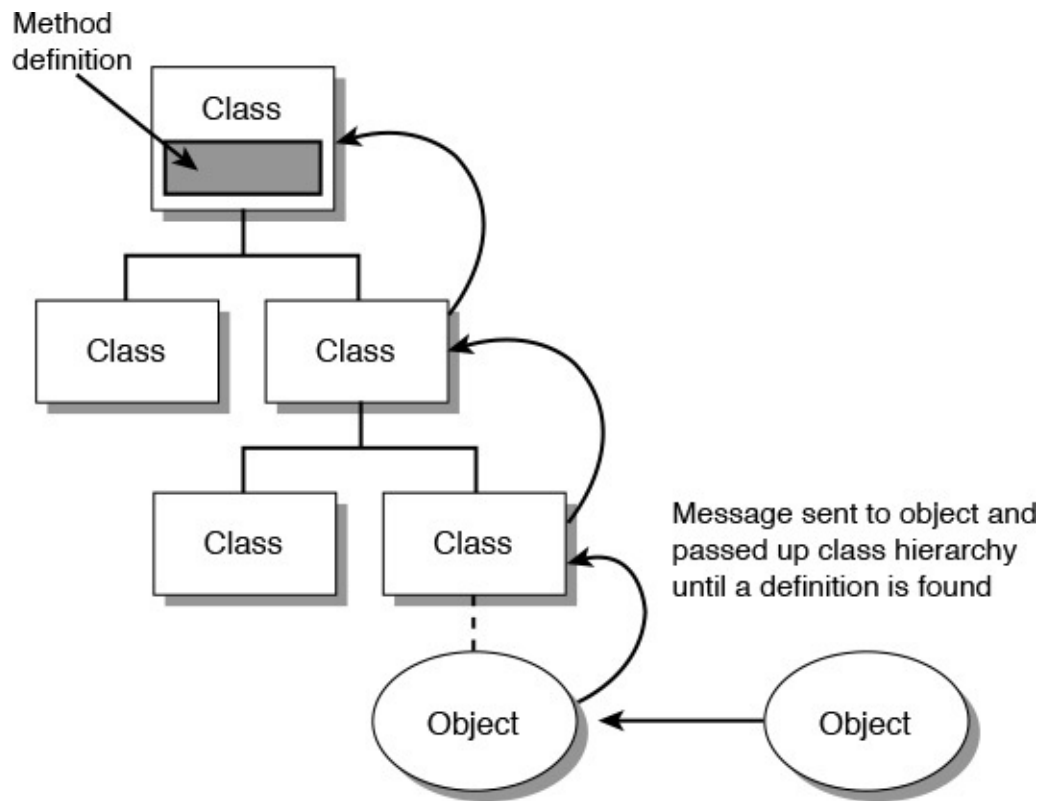 Method
definition
Class
Class
Class
Class
Class
Message sent to object and
passed up class hierarchy
until a definition is found
Object
Object